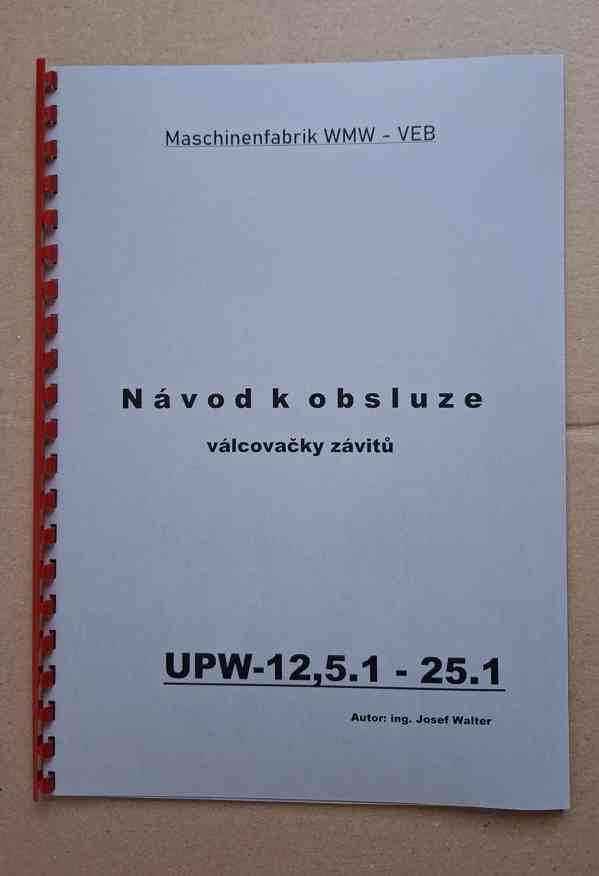 Maschinenfabrik WMW - VEB
Návod k obsluze
válcovačky závitů
UPW-12,5.1 - 25.1
Autor: ing. Josef Walter